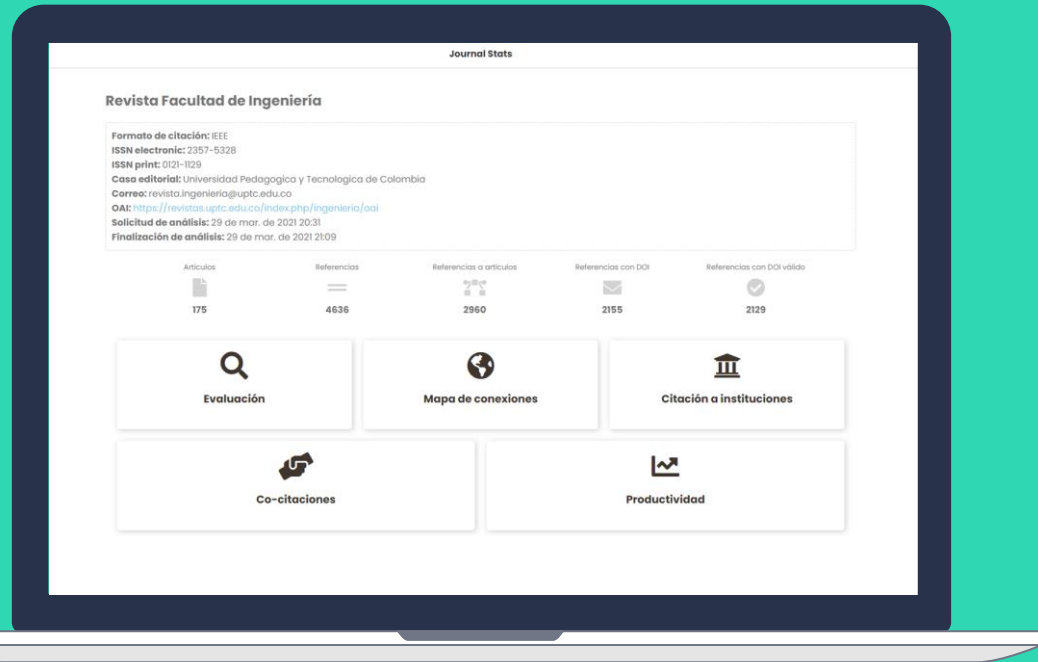 Journal Stats
Revista Facultad de Ingeniería
Formato de citación: IEEE
ISSN electronic: 2357-5328
ISSN print: 0121-1129
Casa editorial: Universidad Pedagogica y Tecnologica de Colombia
Correo: revista.ingenieria@uptc.edu.co
OAI: https://revistas.uptc.edu.co/index.php/ingenieria/oai
Solicitud de análisis: 29 de mar. de 2021 20:31
Finalización de análisis: 29 de mar. de 2021 21:09
Artículos Referencias Referencias a artículos Referencias con DOI Referencias con DOI válido
175 4636 2960 2155 2129
Evaluación Mapa de conexiones Citación a instituciones
Co-citaciones Productividad